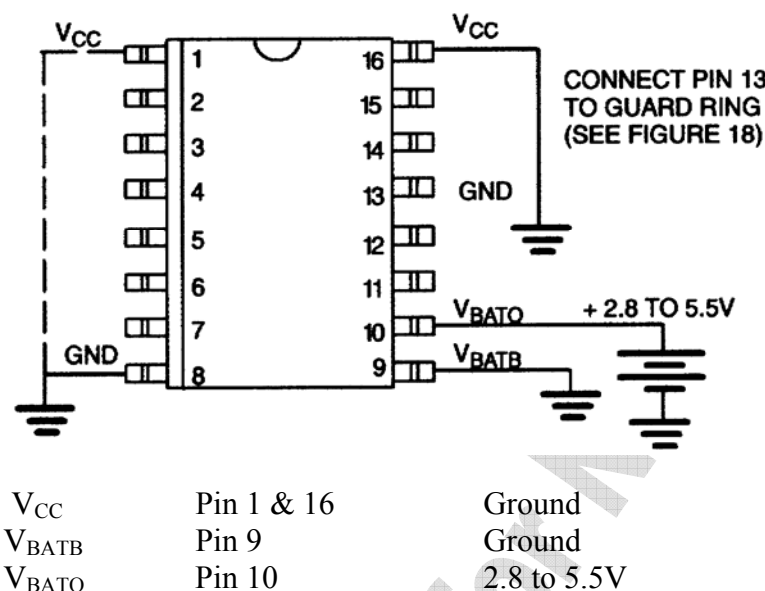 VCC
VCC
1
16
CONNECT PIN 13
2
15
TO GUARD RING
3
14
(SEE FIGURE 18)
4
13
GND
5
12
6
11
7
10
VBATO
+ 2.8 TO 5.5V
GND
8
9
VBATB
VCC Pin 1 & 16 Ground
VBATB Pin 9 Ground
VBATO Pin 10 2.8 to 5.5V